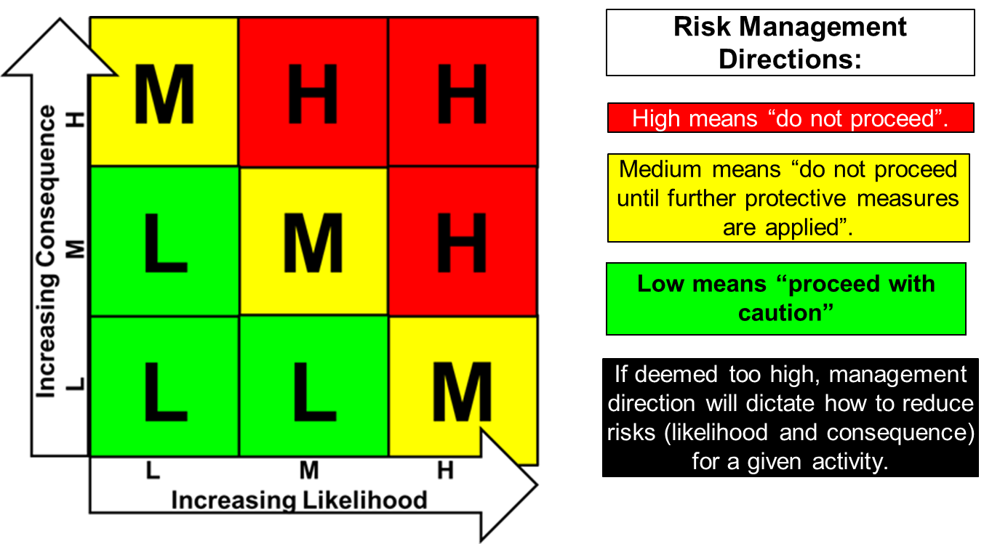 Increasing Consequence
H
M
L
M H H
L M H
L L M
L M H
Increasing Likelihood
Risk Management
Directions:
High means “do not proceed”.
Medium means “do not proceed
until further protective measures
are applied”.
Low means “proceed with
caution”
If deemed too high, management
direction will dictate how to reduce
risks (likelihood and consequence)
for a given activity.